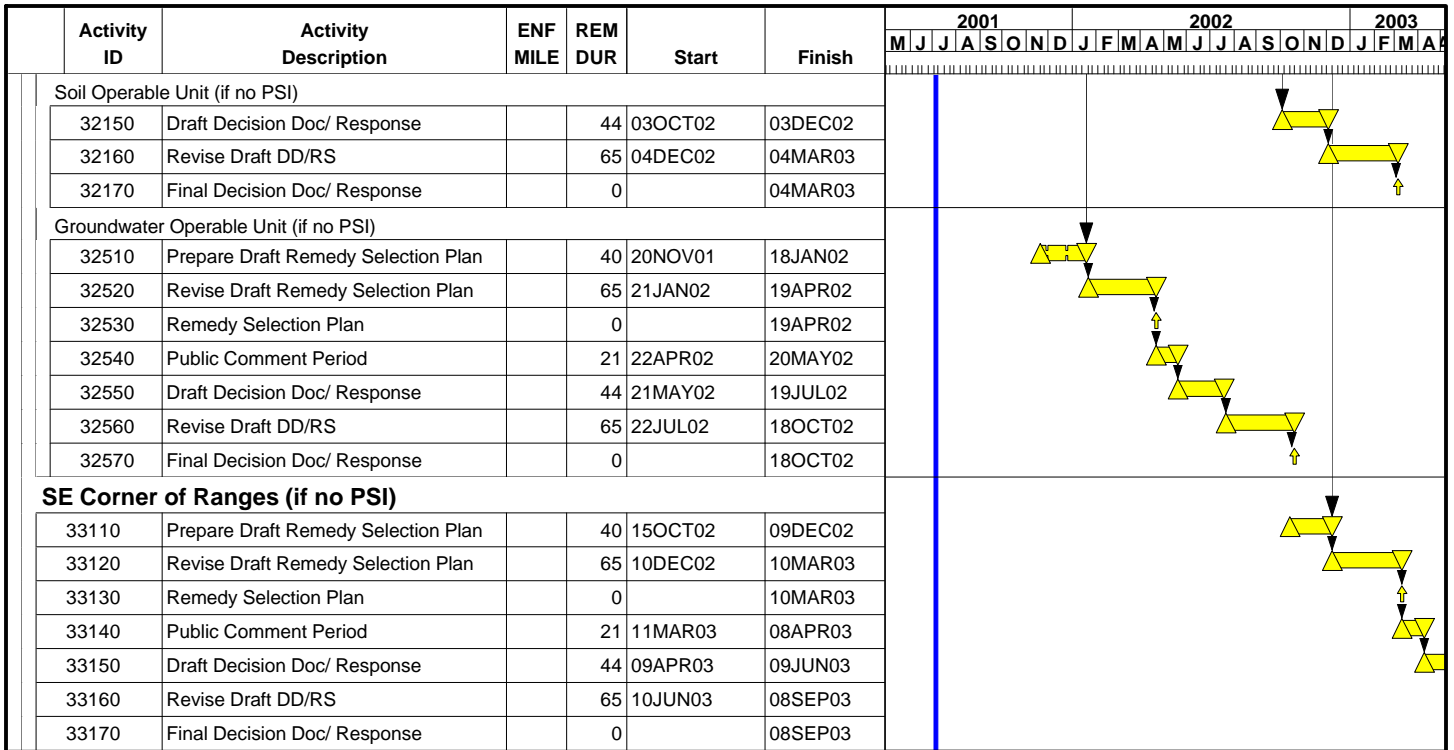 2001 2002 2003
Activity Activity ENF REM
ID Description MILE DUR Start Finish
M J J A S O N D J F M A M J J A S O N D J F M A
Soil Operable Unit (if no PSI)
32150 Draft Decision Doc/ Response 44 03OCT02 03DEC02
32160 Revise Draft DD/RS 65 04DEC02 04MAR03
32170 Final Decision Doc/ Response 0 04MAR03
Groundwater Operable Unit (if no PSI)
32510 Prepare Draft Remedy Selection Plan 40 20NOV01 18JAN02
32520 Revise Draft Remedy Selection Plan 65 21JAN02 19APR02
32530 Remedy Selection Plan 0 19APR02
32540 Public Comment Period 21 22APR02 20MAY02
32550 Draft Decision Doc/ Response 44 21MAY02 19JUL02
32560 Revise Draft DD/RS 65 22JUL02 18OCT02
32570 Final Decision Doc/ Response 0 18OCT02
SE Corner of Ranges (if no PSI)
33110 Prepare Draft Remedy Selection Plan 40 15OCT02 09DEC02
33120 Revise Draft Remedy Selection Plan 65 10DEC02 10MAR03
33130 Remedy Selection Plan 0 10MAR03
33140 Public Comment Period 21 11MAR03 08APR03
33150 Draft Decision Doc/ Response 44 09APR03 09JUN03
33160 Revise Draft DD/RS 65 10JUN03 08SEP03
33170 Final Decision Doc/ Response 0 08SEP03